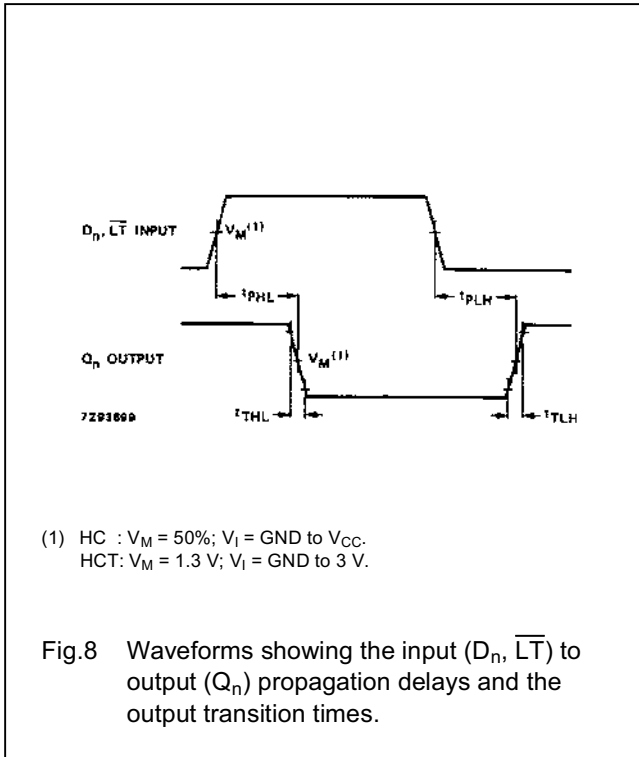 Dn, L̅T̅ INPUT
VM(1)
tPHL
tPLH
Qn OUTPUT
VM(1)
7Z93699
tTHL
tTLH
(1) HC : VM = 50%; VI = GND to VCC.
HCT: VM = 1.3 V; VI = GND to 3 V.
Fig.8 Waveforms showing the input (Dn, L̅T̅) to
output (Qn) propagation delays and the
output transition times.